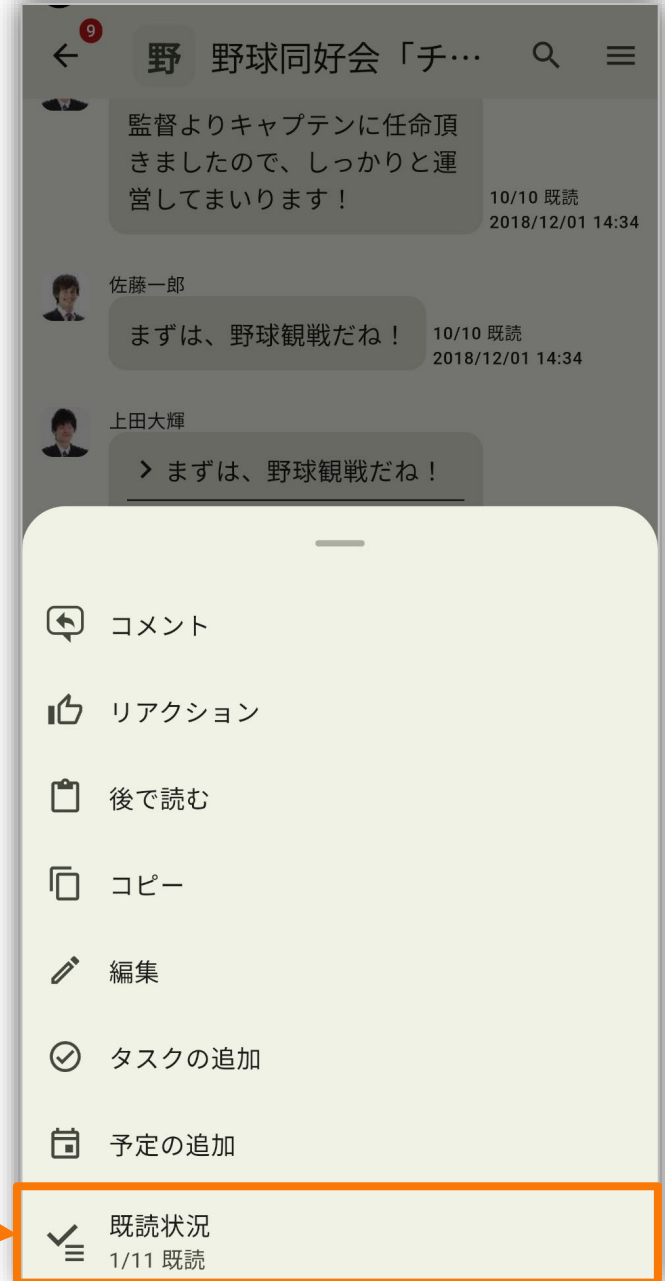 9
野 野球同好会「チ…
監督よりキャプテンに任命頂
きましたので、しっかりと運
営してまいります！
10/10 既読
2018/12/01 14:34
佐藤一郎
まずは、野球観戦だね！
10/10 既読
2018/12/01 14:34
上田大輝
> まずは、野球観戦だね！
コメント
リアクション
後で読む
コピー
編集
タスクの追加
予定の追加
既読状況
1/11 既読